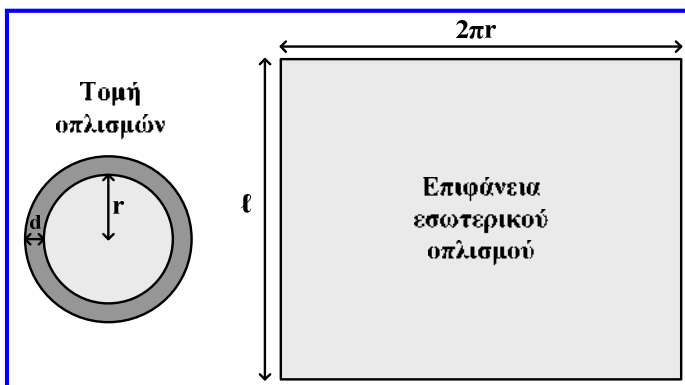 2πr
Τομή
οπλισμών
r
d
ℓ
Επιφάνεια
εσωτερικού
οπλισμού